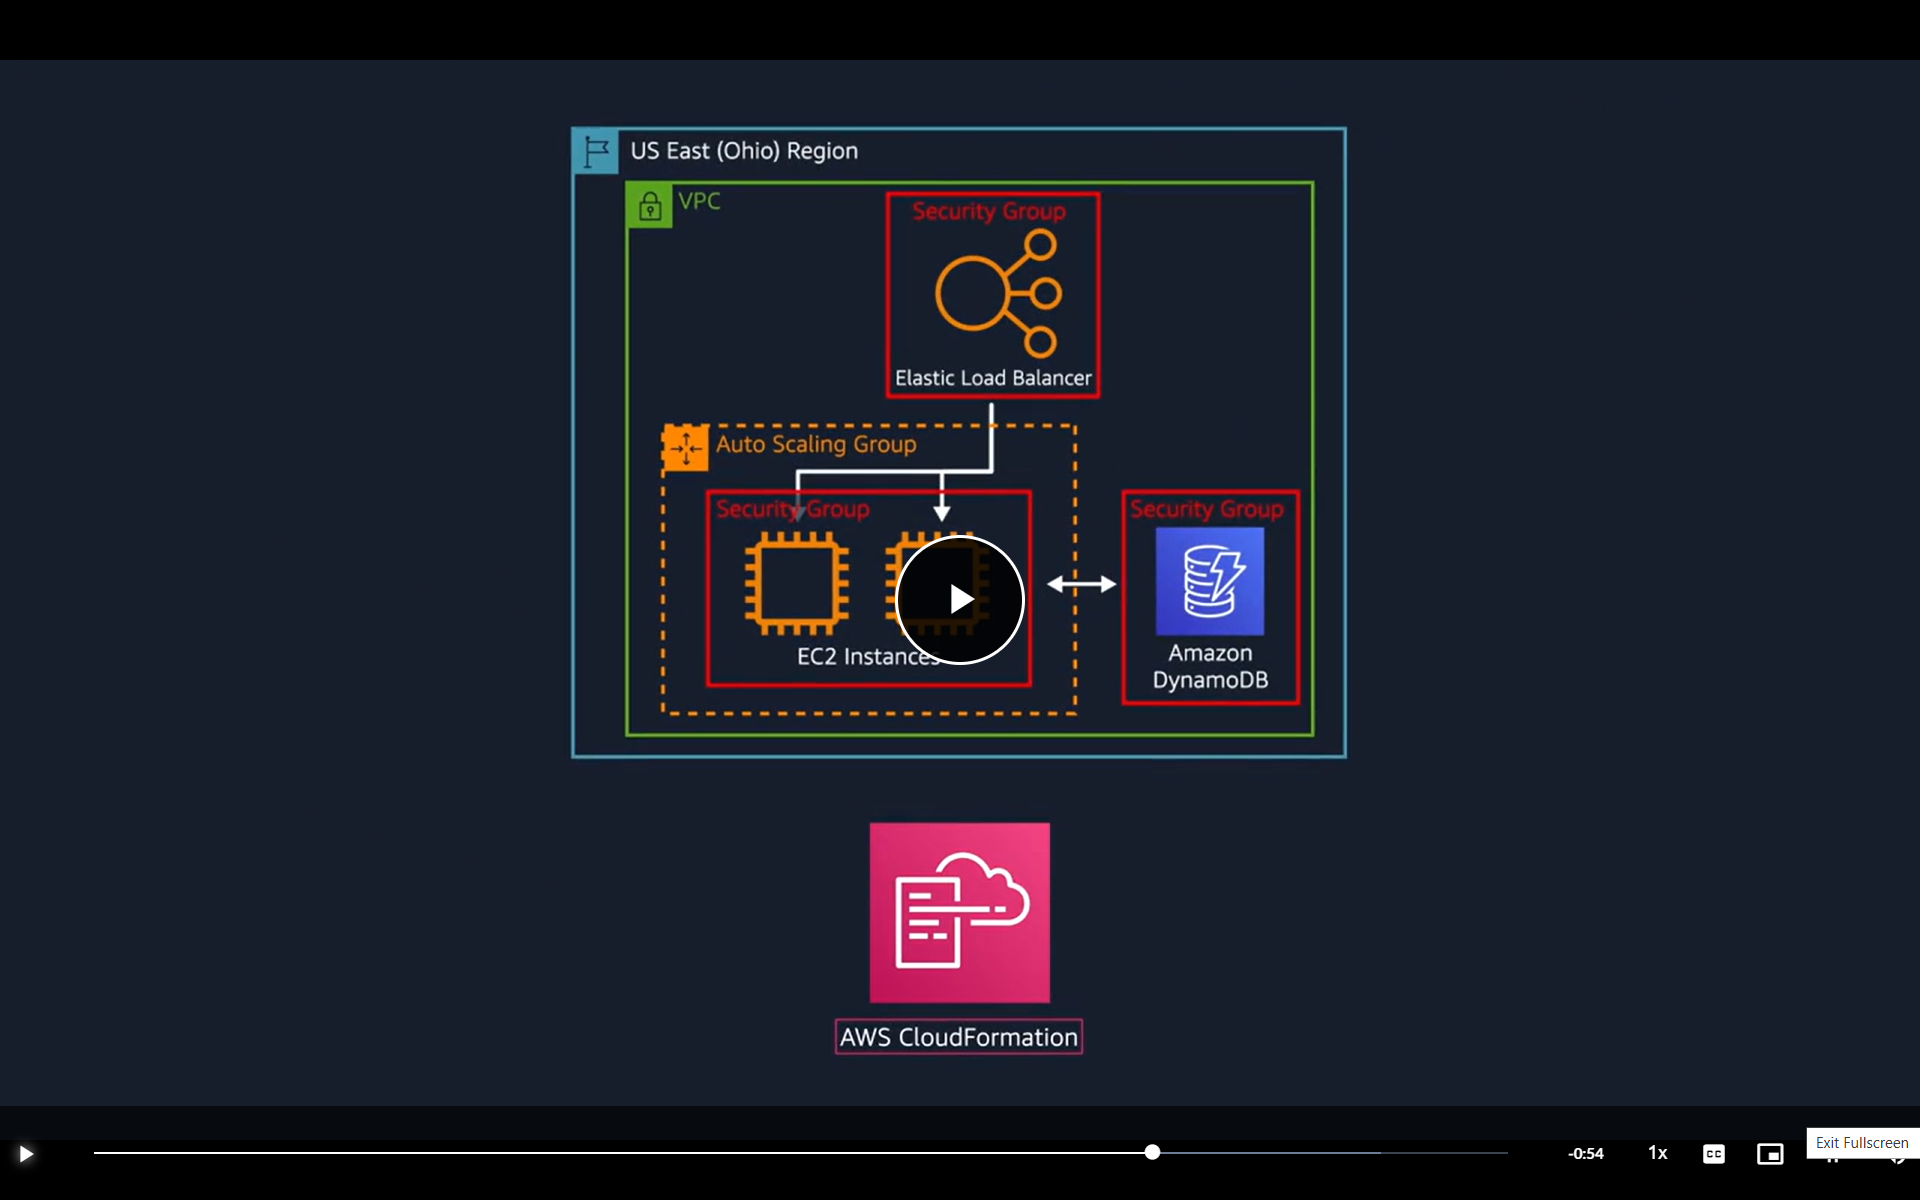 US East (Ohio) Region
VPC
Security Group
Elastic Load Balancer
Auto Scaling Group
Security Group
EC2 Instances
Security Group
Amazon
DynamoDB
AWS CloudFormation
-0:54
1x
CC
Exit Fullscreen